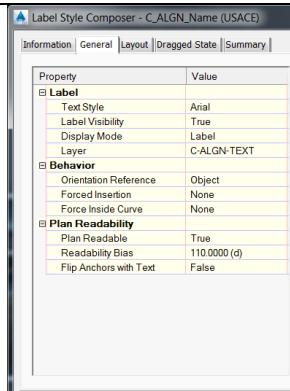 Label Style Composer - C_ALGN_Name (USACE)
Information General Layout Dragged State Summary
Property Value
Label
Text Style Arial
Label Visibility True
Display Mode Label
Layer C-ALGN-TEXT
Behavior
Orientation Reference Object
Forced Insertion None
Force Inside Curve None
Plan Readability
Plan Readable True
Readability Bias 110.0000 (d)
Flip Anchors with Text False